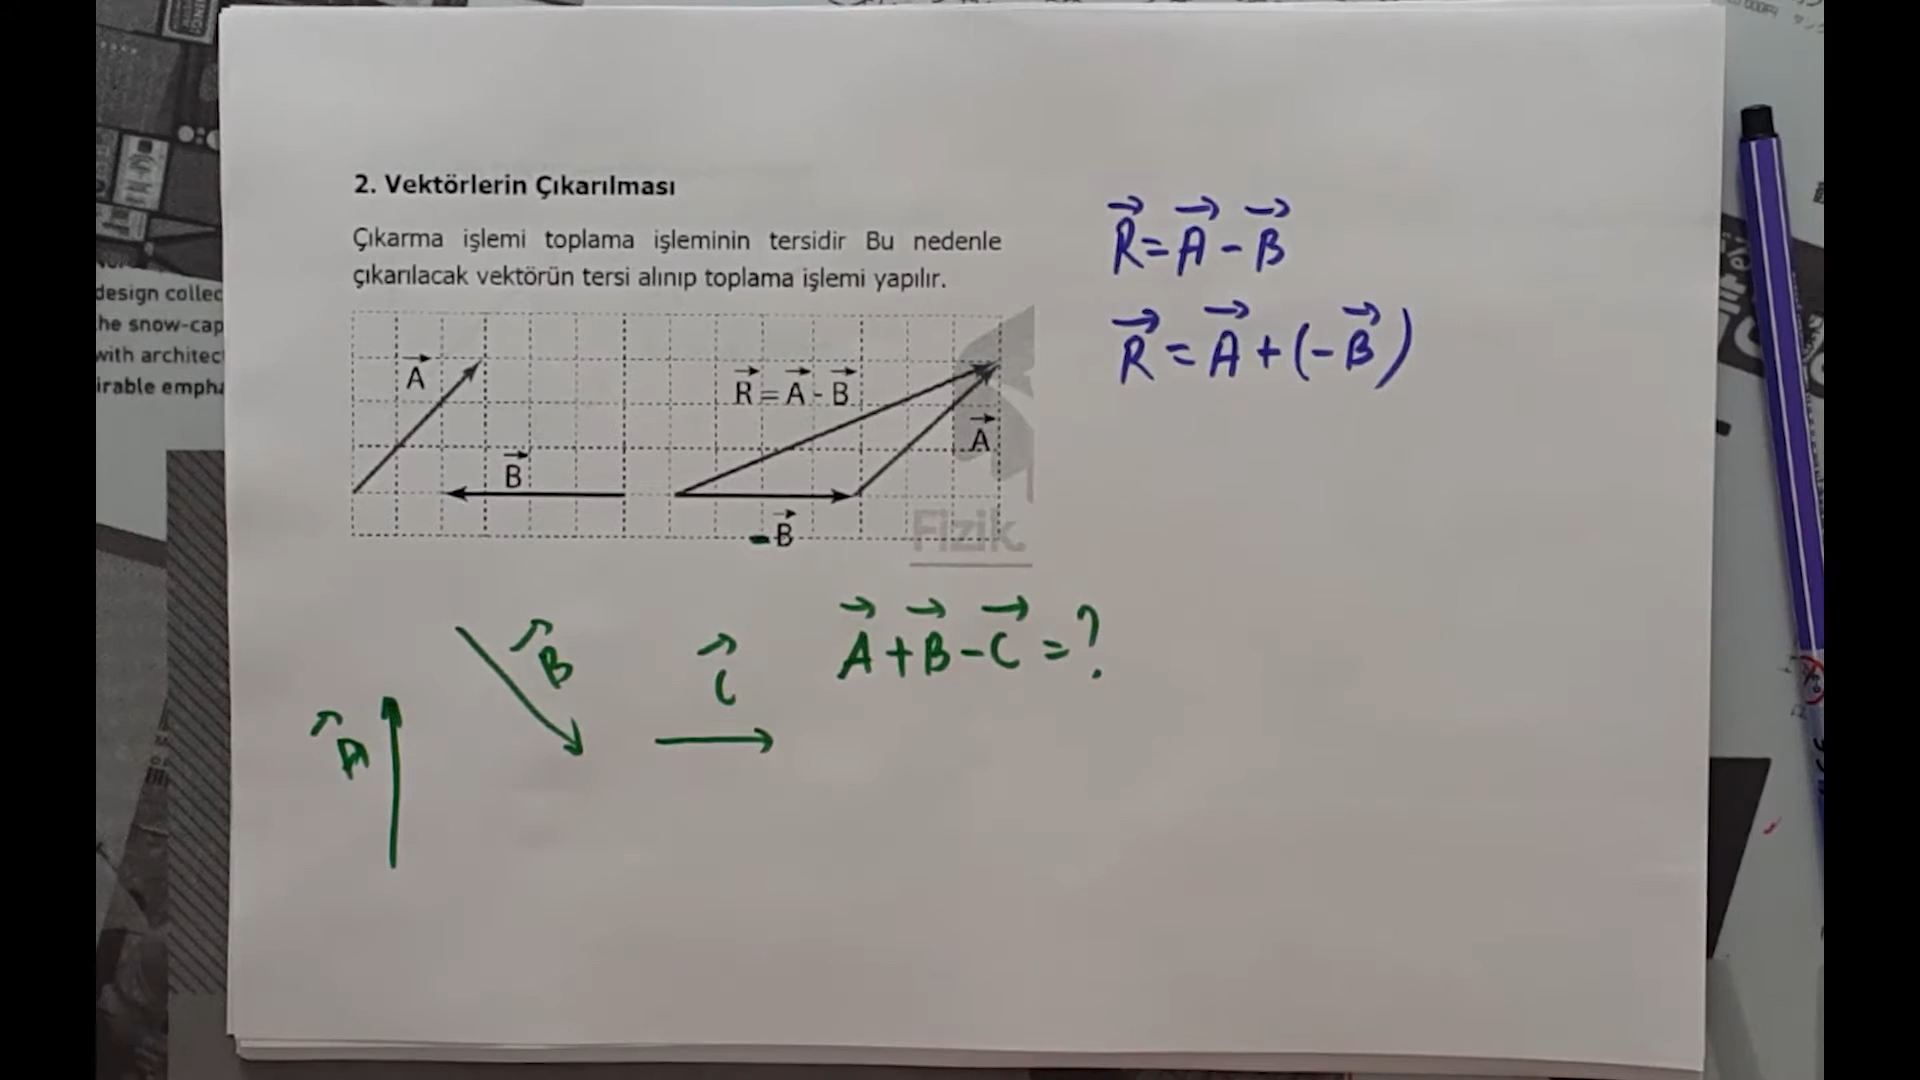 design collec
he snow-cap
with architec
irable empha
2. Vektörlerin Çıkarılması
Çıkarma işlemi toplama işleminin tersidir Bu nedenle
çıkarılacak vektörün tersi alınıp toplama işlemi yapılır.
A
B
R = A - B
A
-B
Fizik.
R = A - B
R = A + (-B)
A
B
C
A + B - C = ?